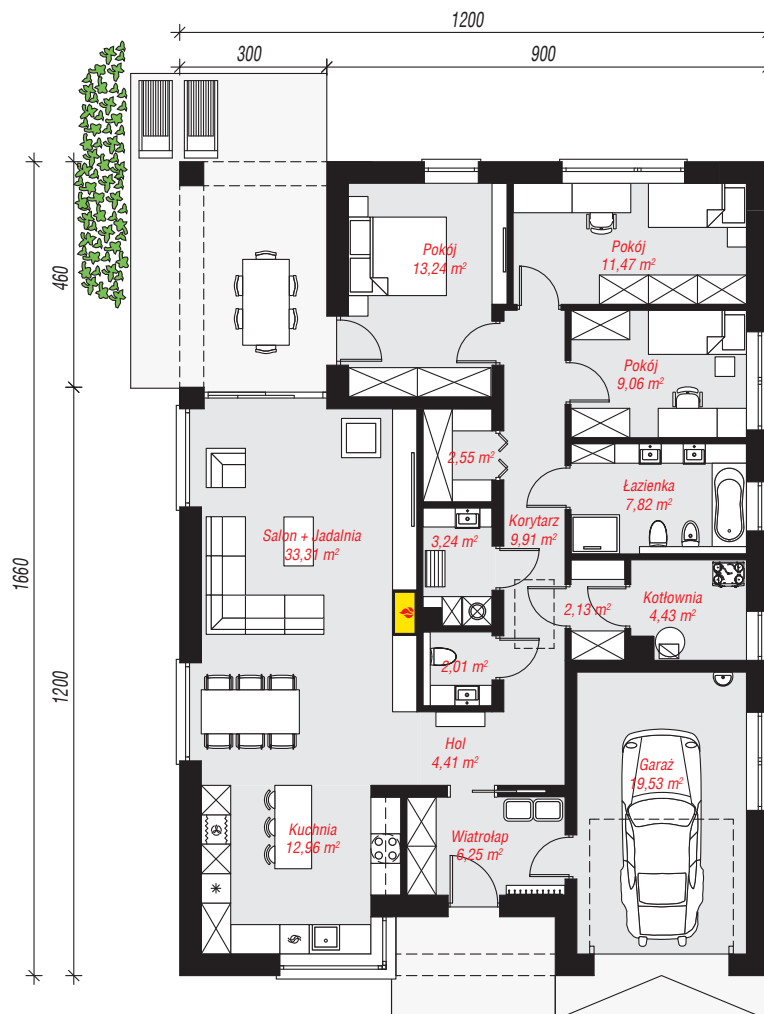 1200
300
900
1660
460
1200
Pokój
13,24 m²
Pokój
11,47 m²
Pokój
9,06 m²
2,55 m²
Łazienka
7,82 m²
Salon + Jadalnia
33,31 m²
Korytarz
9,91 m²
3,24 m²
2,13 m²
Kotłownia
4,43 m²
2,01 m²
Hol
4,41 m²
Garaż
19,53 m²
Kuchnia
12,96 m²
Wiatrołap
6,25 m²